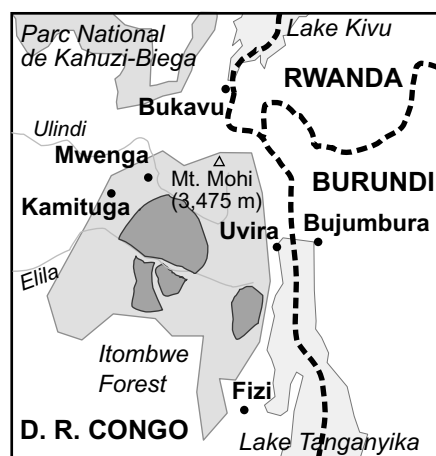 Parc National
de Kahuzi-Biega
Lake Kivu
RWANDA
Bukavu
Ulindi
Mwenga
Mt. Mohi
(3,475 m)
BURUNDI
Kamituga
Uvira
Bujumbura
Elila
Itombwe
Forest
Fizi
D. R. CONGO
Lake Tanganyika